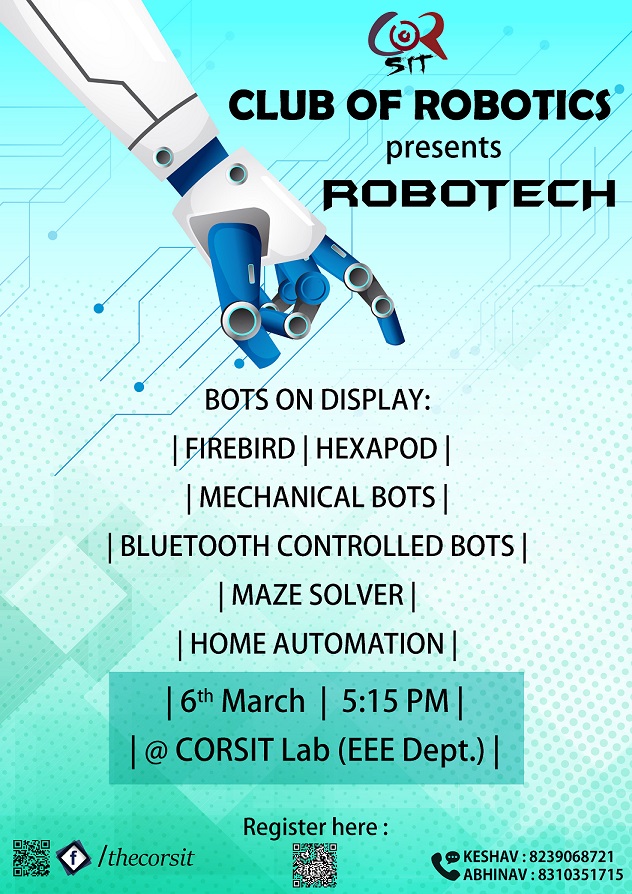 COR
SIT
CLUB OF ROBOTICS
presents
ROBOTECH
BOTS ON DISPLAY:
| FIREBIRD | HEXAPOD |
| MECHANICAL BOTS |
| BLUETOOTH CONTROLLED BOTS |
| MAZE SOLVER |
| HOME AUTOMATION |
| 6th March | 5:15 PM |
| @ CORSIT Lab (EEE Dept.) |
Register here :
f /thecorsit
KESHAV : 8239068721
ABHINAV : 8310351715